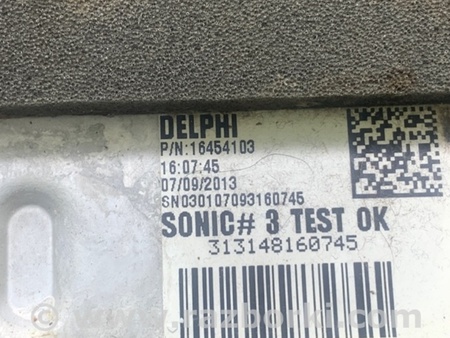 DELPHI
P/N:16454103
16:07:45
07/09/2013
SN030107093160745
SONIC# 3 TEST OK
313148160745
www.razborki.com